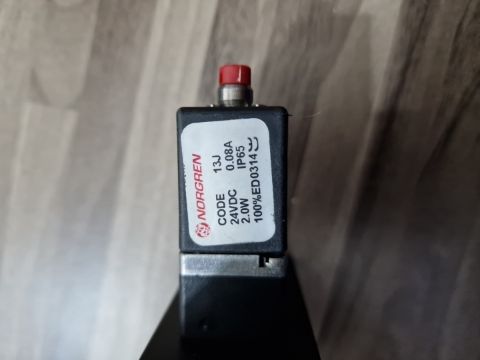 NORGREN
CODE 13J
24VDC 0.08A
2.0W IP65
100%ED0314